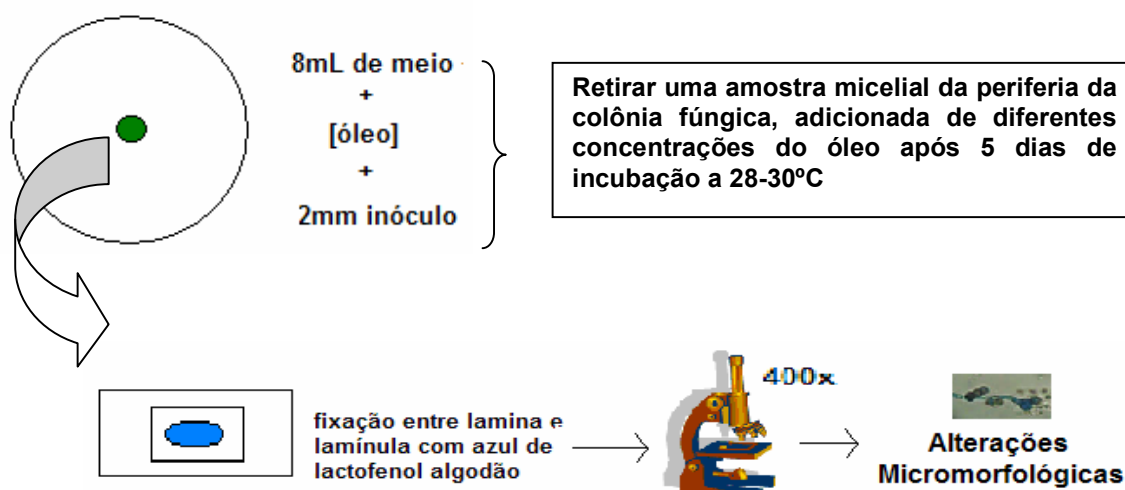 8mL de meio
+
[óleo]
+
2mm inóculo
Retirar uma amostra micelial da periferia da
colônia fúngica, adicionada de diferentes
concentrações do óleo após 5 dias de
incubação a 28-30ºC
fixação entre lamina e
lamínula com azul de
lactofenol algodão
400x
Alterações
Micromorfológicas